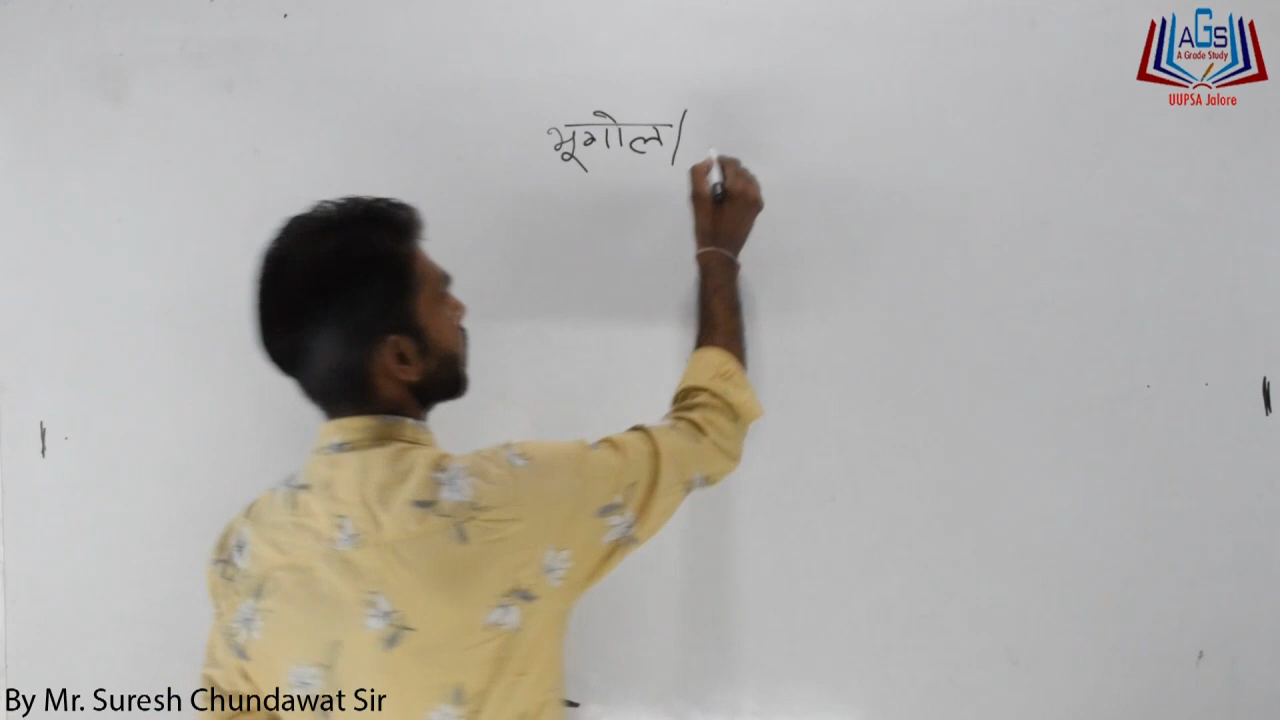 AGS
A Grade Study
UUPSA Jalore
भूगोल/
By Mr. Suresh Chundawat Sir